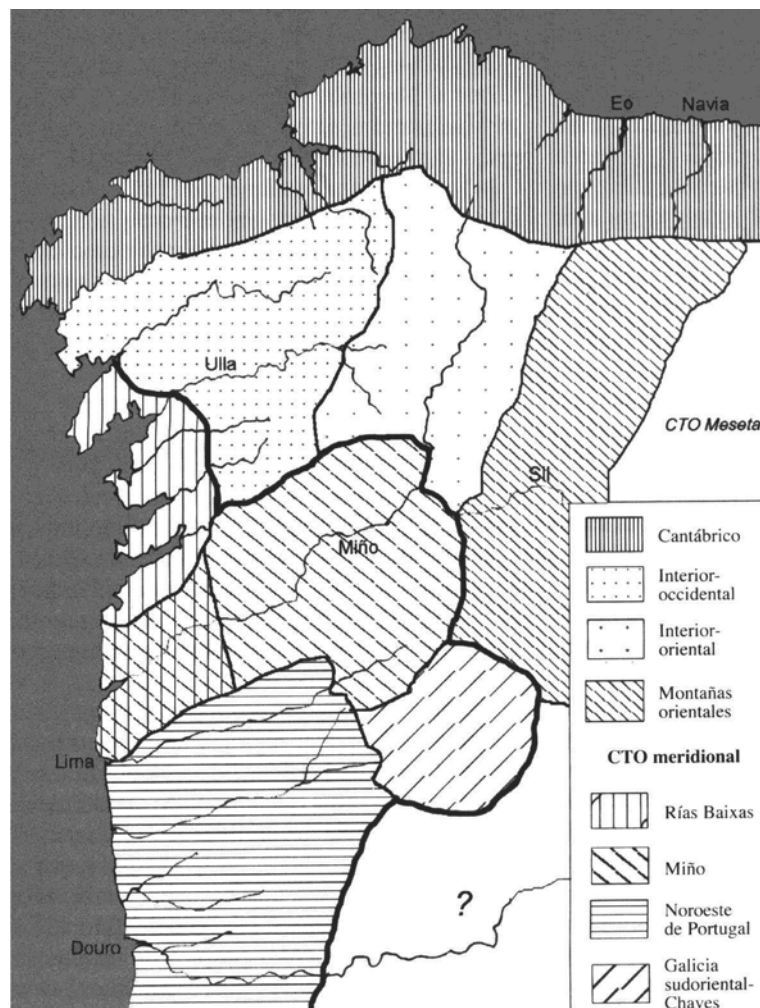 Eo
Navia
Ulla
CTO Meseta
Sil
Miño
Lima
Douro
?
Cantábrico
Interior-
occidental
Interior-
oriental
Montañas
orientales
CTO meridional
Rías Baixas
Miño
Noroeste
de Portugal
Galicia
sudoriental-
Chaves